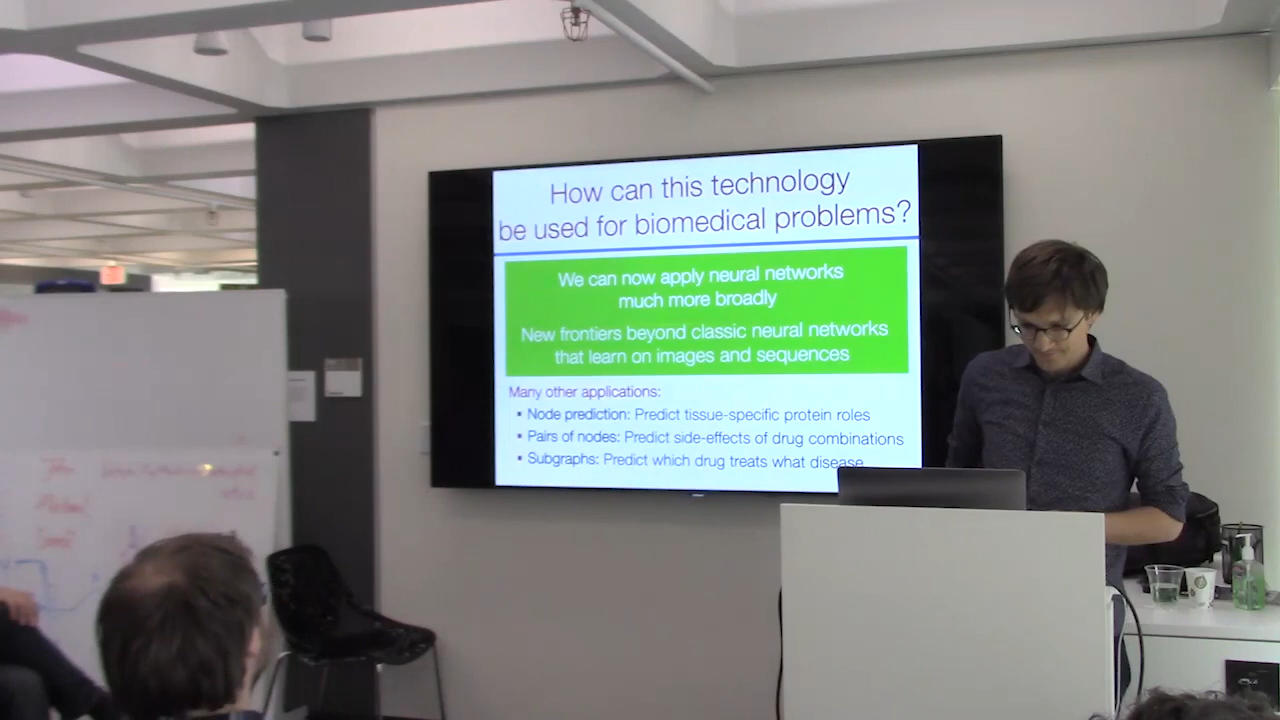 How can this technology
be used for biomedical problems?
We can now apply neural networks
much more broadly
New frontiers beyond classic neural networks
that learn on images and sequences
Many other applications:
▪ Node prediction: Predict tissue-specific protein roles
▪ Pairs of nodes: Predict side-effects of drug combinations
▪ Subgraphs: Predict which drug treats what disease